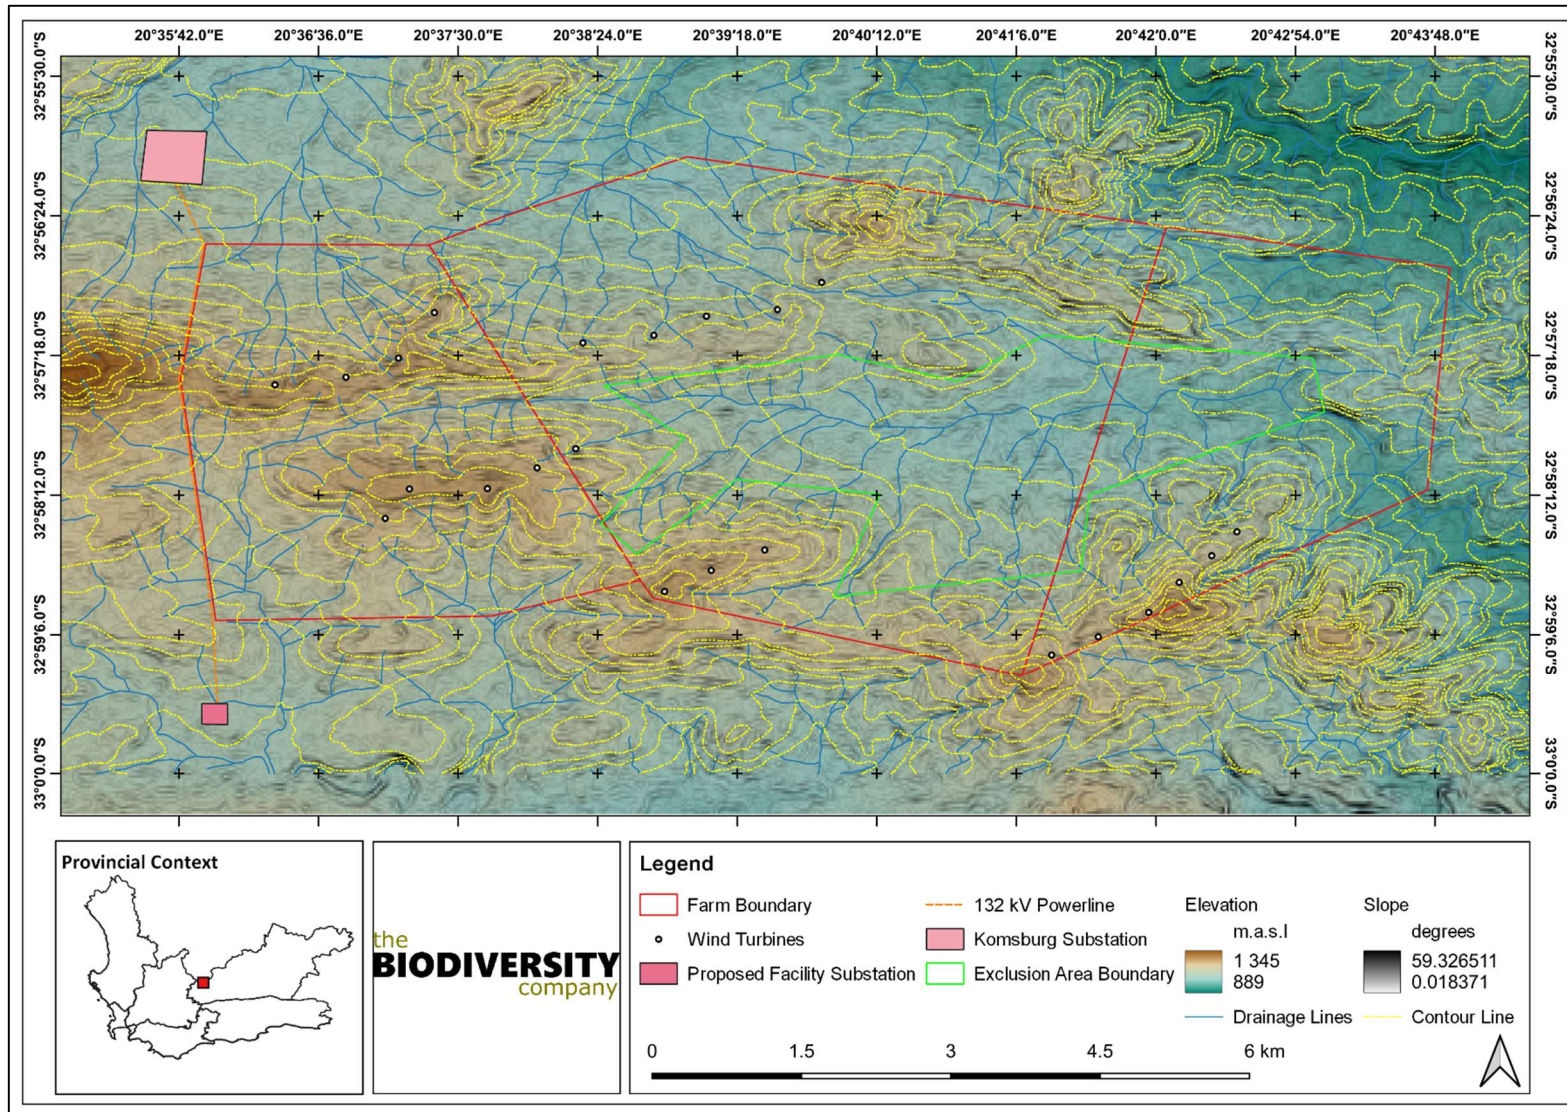 20°35'42.0"E 20°36'36.0"E 20°37'30.0"E 20°38'24.0"E 20°39'18.0"E 20°40'12.0"E 20°41'6.0"E 20°42'0.0"E 20°42'54.0"E 20°43'48.0"E
32°55'30.0"S 32°55'30.0"S
32°56'24.0"S 32°56'24.0"S
32°57'18.0"S 32°57'18.0"S
32°58'12.0"S 32°58'12.0"S
32°59'6.0"S 32°59'6.0"S
33°0'0.0"S 33°0'0.0"S
Provincial Context
the
BIODIVERSITY
company
Legend
Farm Boundary
Wind Turbines
Proposed Facility Substation
132 kV Powerline
Komsburg Substation
Exclusion Area Boundary
Elevation
m.a.s.l
1 345
889
Drainage Lines
Slope
degrees
59.326511
0.018371
Contour Line
0 1.5 3 4.5 6 km